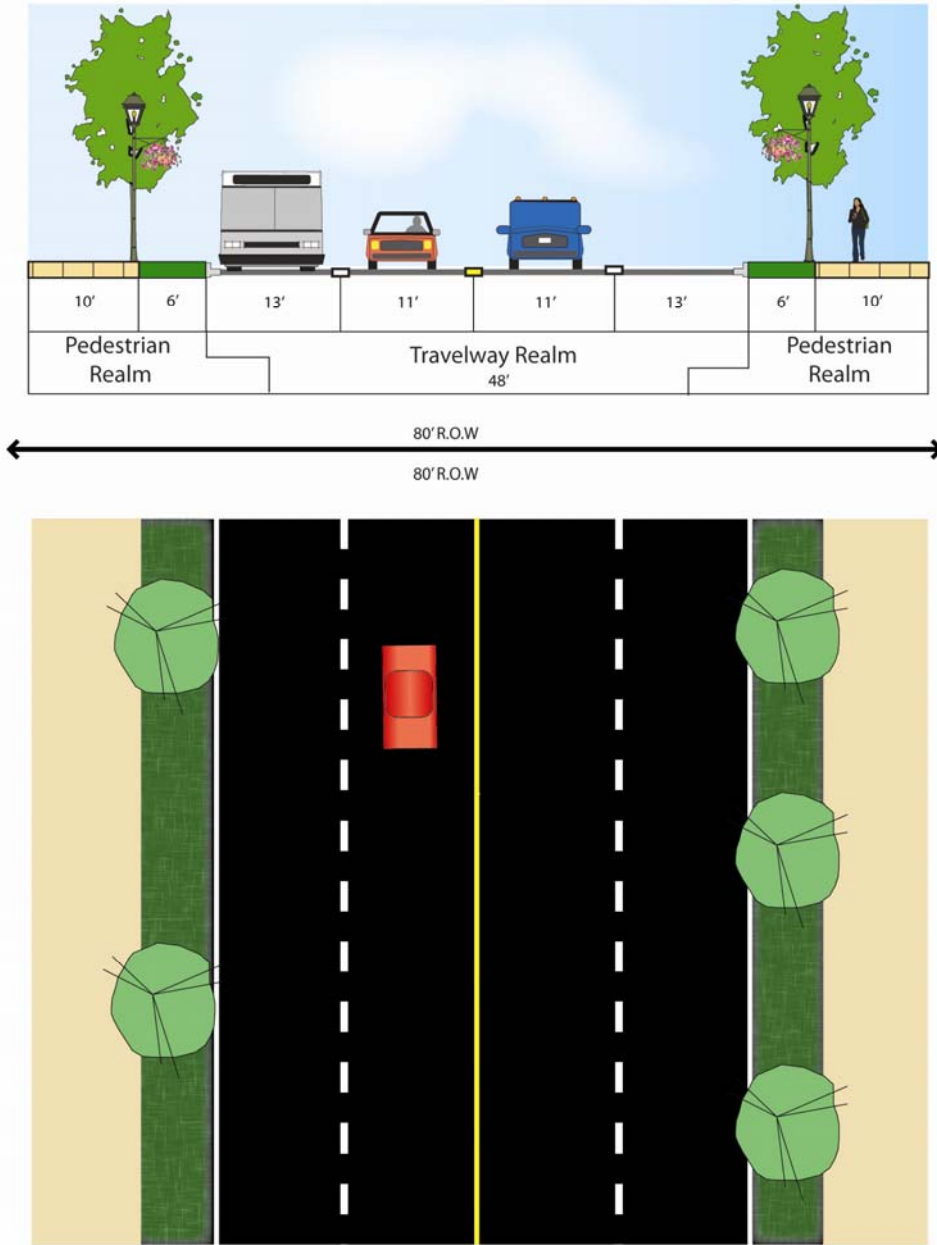 10’ 6’ 13’ 11’ 11’ 13’ 6’ 10’
Pedestrian Realm
Travelway Realm
48’
Pedestrian Realm
80’ R.O.W
80’ R.O.W